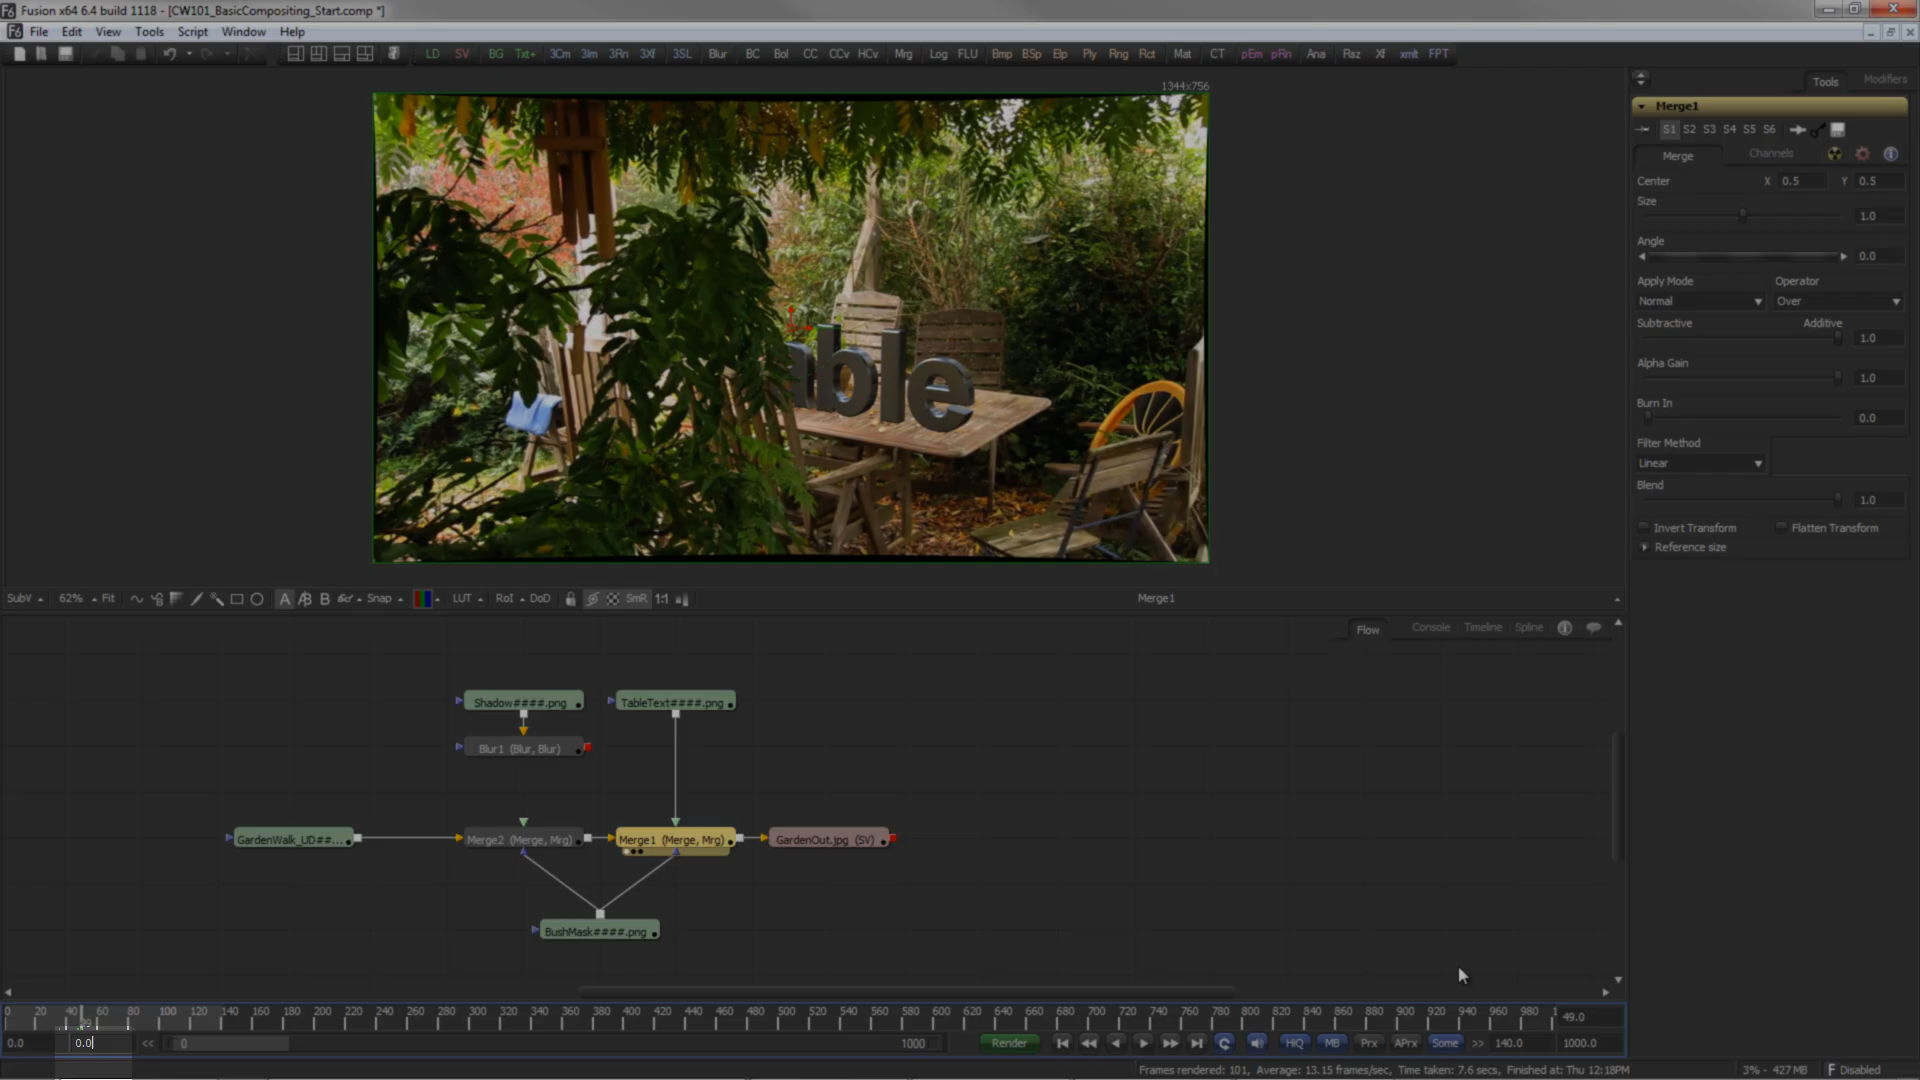 Fusion x64 6.4 build 1118 - [CW101_BasicCompositing_Start.comp *]
File Edit View Tools Script Window Help
LD SV BG Txt+ 3Cm 3Im 3Rn 3Xf 3SL Blur BC Bol CC CCv HCv Mrg Log FLU Bmp BSp Elp Ply Rng Rct Mat CT pEm pRn Ana Raz Xf xmlt FPT
1344x756
Tools Modifiers
Merge1
S1 S2 S3 S4 S5 S6
Merge Channels
Center X 0.5 Y 0.5
Size
1.0
Angle
0.0
Apply Mode Operator
Normal Over
Subtractive Additive
1.0
Alpha Gain
1.0
Burn In
0.0
Filter Method
Linear
Blend
1.0
Invert Transform Flatten Transform
Reference size
able
SubV 62% Fit A B Snap LUT RoI DoD SmR 1:1 Merge1
Flow Console Timeline Spline
Shadow####.png TableText####.png
Blur1 (Blur, Blur)
GardenWalk_UD##... Merge2 (Merge, Mrg) Merge1 (Merge, Mrg) GardenOut.jpg (SV)
BushMask####.png
0 20 40 60 80 100 120 140 160 180 200 220 240 260 280 300 320 340 360 380 400 420 440 460 480 500 520 540 560 580 600 620 640 660 680 700 720 740 760 780 800 820 840 860 880 900 920 940 960 980 49.0
0.0 0.0 << 0 1000 Render HiQ MB Prx APrx Some >> 140.0 1000.0
Frames rendered: 101, Average: 13.15 frames/sec, Time taken: 7.6 secs, Finished at: Thu 12:18PM 3% - 427 MB Disabled